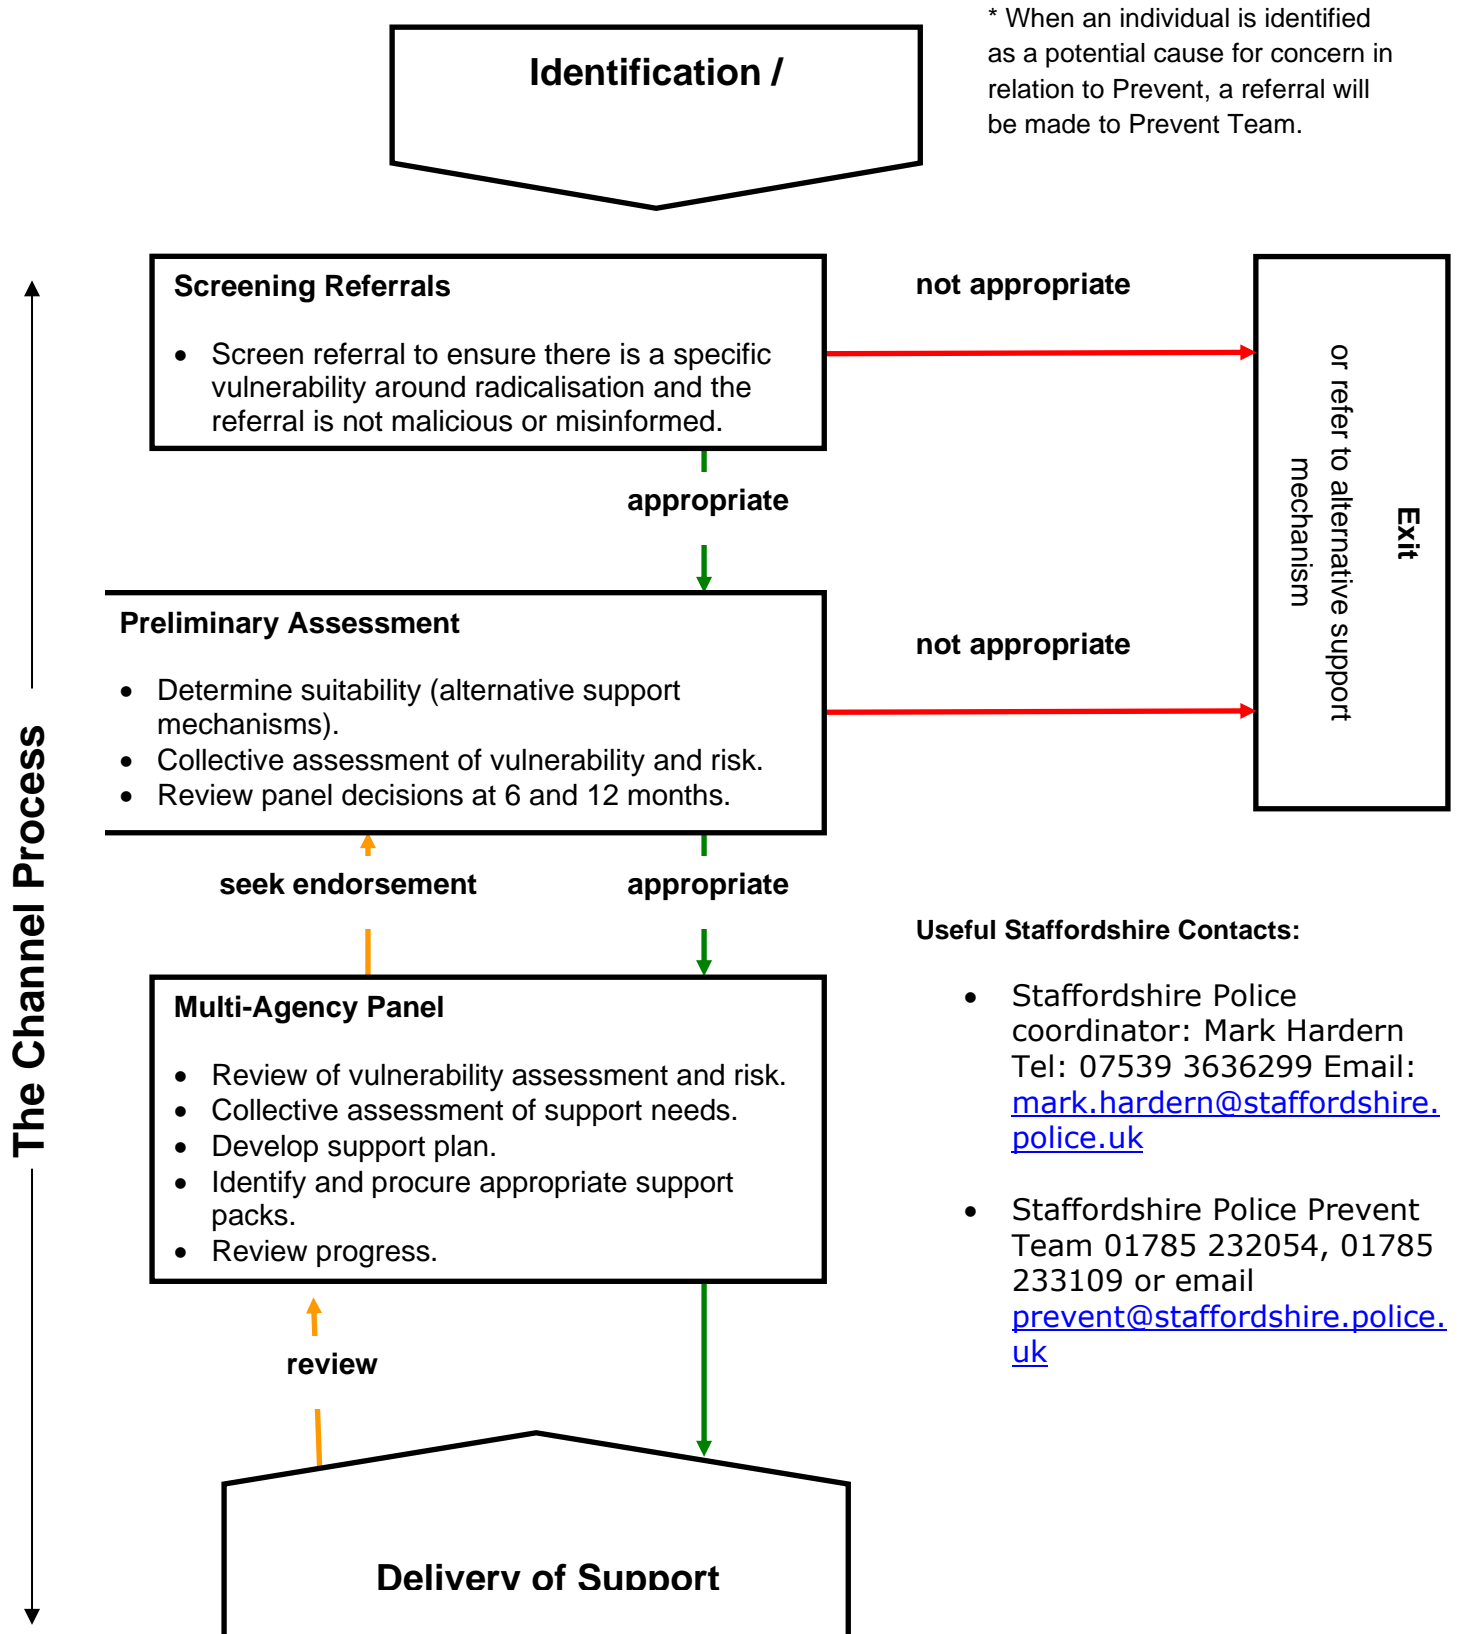 * When an individual is identified
as a potential cause for concern in
relation to Prevent, a referral will
be made to Prevent Team.
Identification /
The Channel Process
Screening Referrals
• Screen referral to ensure there is a specific
vulnerability around radicalisation and the
referral is not malicious or misinformed.
not appropriate
Exit
or refer to alternative support
mechanism
appropriate
Preliminary Assessment
• Determine suitability (alternative support
mechanisms).
• Collective assessment of vulnerability and risk.
• Review panel decisions at 6 and 12 months.
not appropriate
seek endorsement
appropriate
Multi-Agency Panel
• Review of vulnerability assessment and risk.
• Collective assessment of support needs.
• Develop support plan.
• Identify and procure appropriate support
packs.
• Review progress.
Useful Staffordshire Contacts:
• Staffordshire Police
coordinator: Mark Hardern
Tel: 07539 3636299 Email:
mark.hardern@staffordshire.
police.uk
• Staffordshire Police Prevent
Team 01785 232054, 01785
233109 or email
prevent@staffordshire.police.
uk
review
Delivery of Support